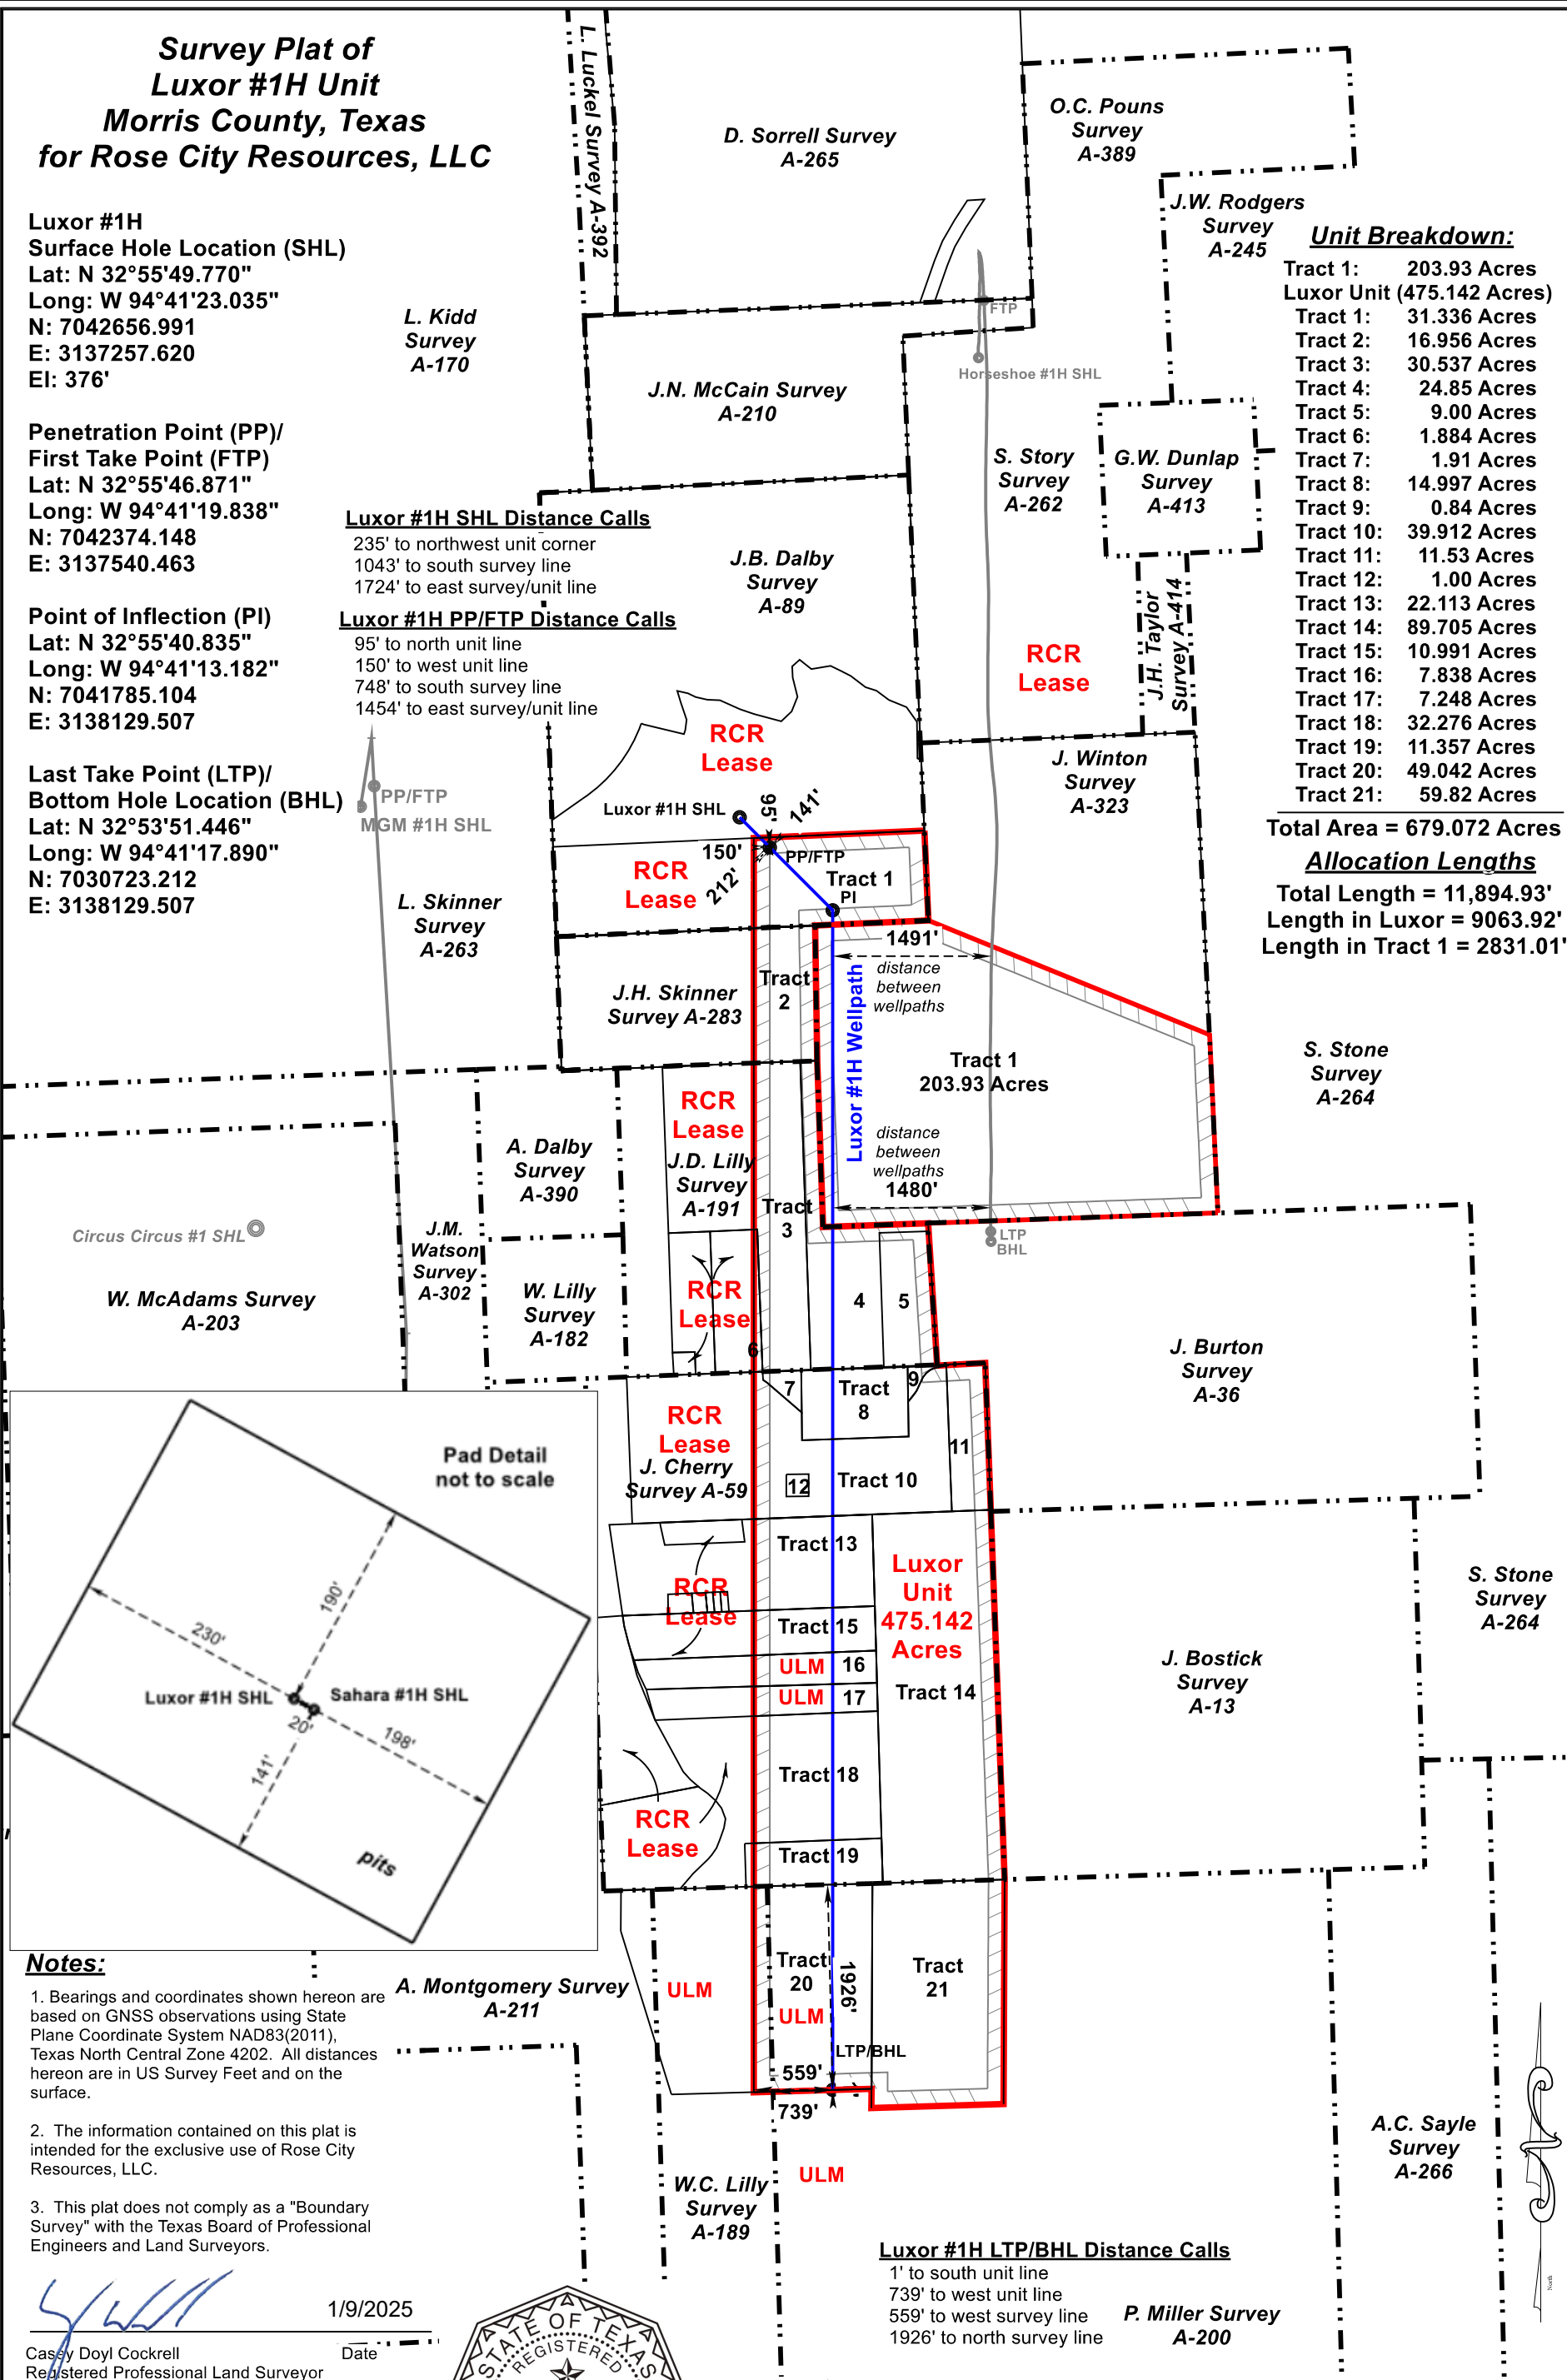 Survey Plat of
Luxor #1H Unit
Morris County, Texas
for Rose City Resources, LLC
Luxor #1H
Surface Hole Location (SHL)
Lat: N 32°55'49.770"
Long: W 94°41'23.035"
N: 7042656.991
E: 3137257.620
El: 376'
Penetration Point (PP)/
First Take Point (FTP)
Lat: N 32°55'46.871"
Long: W 94°41'19.838"
N: 7042374.148
E: 3137540.463
Point of Inflection (PI)
Lat: N 32°55'40.835"
Long: W 94°41'13.182"
N: 7041785.104
E: 3138129.507
Last Take Point (LTP)/
Bottom Hole Location (BHL)
Lat: N 32°53'51.446"
Long: W 94°41'17.890"
N: 7030723.212
E: 3138129.507
Luxor #1H SHL Distance Calls
235' to northwest unit corner
1043' to south survey line
1724' to east survey/unit line
Luxor #1H PP/FTP Distance Calls
95' to north unit line
150' to west unit line
748' to south survey line
1454' to east survey/unit line
L. Luckel Survey A-392
D. Sorrell Survey
A-265
O.C. Pouns
Survey
A-389
J.W. Rodgers
Survey
A-245
L. Kidd
Survey
A-170
J.N. McCain Survey
A-210
FTP
Horseshoe #1H SHL
S. Story
Survey
A-262
G.W. Dunlap
Survey
A-413
J.B. Dalby
Survey
A-89
J.H. Taylor
Survey A-414
RCR
Lease
RCR
Lease
J. Winton
Survey
A-323
Unit Breakdown:
Tract 1: 203.93 Acres
Luxor Unit (475.142 Acres)
Tract 1: 31.336 Acres
Tract 2: 16.956 Acres
Tract 3: 30.537 Acres
Tract 4: 24.85 Acres
Tract 5: 9.00 Acres
Tract 6: 1.884 Acres
Tract 7: 1.91 Acres
Tract 8: 14.997 Acres
Tract 9: 0.84 Acres
Tract 10: 39.912 Acres
Tract 11: 11.53 Acres
Tract 12: 1.00 Acres
Tract 13: 22.113 Acres
Tract 14: 89.705 Acres
Tract 15: 10.991 Acres
Tract 16: 7.838 Acres
Tract 17: 7.248 Acres
Tract 18: 32.276 Acres
Tract 19: 11.357 Acres
Tract 20: 49.042 Acres
Tract 21: 59.82 Acres
Total Area = 679.072 Acres
Allocation Lengths
Total Length = 11,894.93'
Length in Luxor = 9063.92'
Length in Tract 1 = 2831.01'
PP/FTP
MGM #1H SHL
Luxor #1H SHL
95'
141'
150'
212'
PP/FTP
Tract 1
PI
RCR
Lease
L. Skinner
Survey
A-263
J.H. Skinner
Survey A-283
Tract
2
1491'
distance
between
wellpaths
Luxor #1H Wellpath
Tract 1
203.93 Acres
distance
between
wellpaths
1480'
S. Stone
Survey
A-264
RCR
Lease
J.D. Lilly
Survey
A-191
Tract
3
A. Dalby
Survey
A-390
J.M.
Watson
Survey
A-302
W. Lilly
Survey
A-182
Circus Circus #1 SHL
W. McAdams Survey
A-203
LTP
BHL
RCR
Lease
4
5
6
J. Burton
Survey
A-36
7
Tract
8
9
RCR
Lease
J. Cherry
Survey A-59
12
Tract 10
11
Pad Detail
not to scale
190'
230'
Luxor #1H SHL
Sahara #1H SHL
20'
198'
141'
pits
Tract 13
RCR
Lease
Luxor
Unit
475.142
Acres
Tract 15
ULM
16
ULM
17
Tract 14
J. Bostick
Survey
A-13
S. Stone
Survey
A-264
Tract 18
RCR
Lease
Tract 19
Notes:
1. Bearings and coordinates shown hereon are
based on GNSS observations using State
Plane Coordinate System NAD83(2011),
Texas North Central Zone 4202. All distances
hereon are in US Survey Feet and on the
surface.
2. The information contained on this plat is
intended for the exclusive use of Rose City
Resources, LLC.
3. This plat does not comply as a "Boundary
Survey" with the Texas Board of Professional
Engineers and Land Surveyors.
A. Montgomery Survey
A-211
ULM
Tract
20
ULM
1926'
Tract
21
LTP/BHL
559'
1'
739'
ULM
W.C. Lilly
Survey
A-189
A.C. Sayle
Survey
A-266
North
Luxor #1H LTP/BHL Distance Calls
1' to south unit line
739' to west unit line
559' to west survey line
1926' to north survey line
P. Miller Survey
A-200
1/9/2025
Casey Doyl Cockrell
Date
Registered Professional Land Surveyor
STATE OF TEXAS
REGISTERED